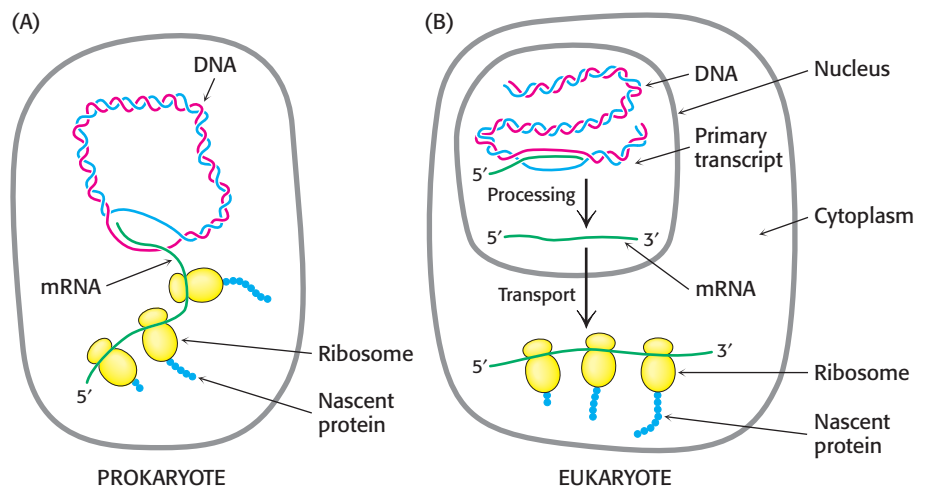 (A)
DNA
mRNA
Ribosome
5′
Nascent
protein
PROKARYOTE
(B)
DNA
Nucleus
Primary
transcript
5′
Processing
Cytoplasm
5′
3′
mRNA
Transport
3′
5′
Ribosome
Nascent
protein
EUKARYOTE